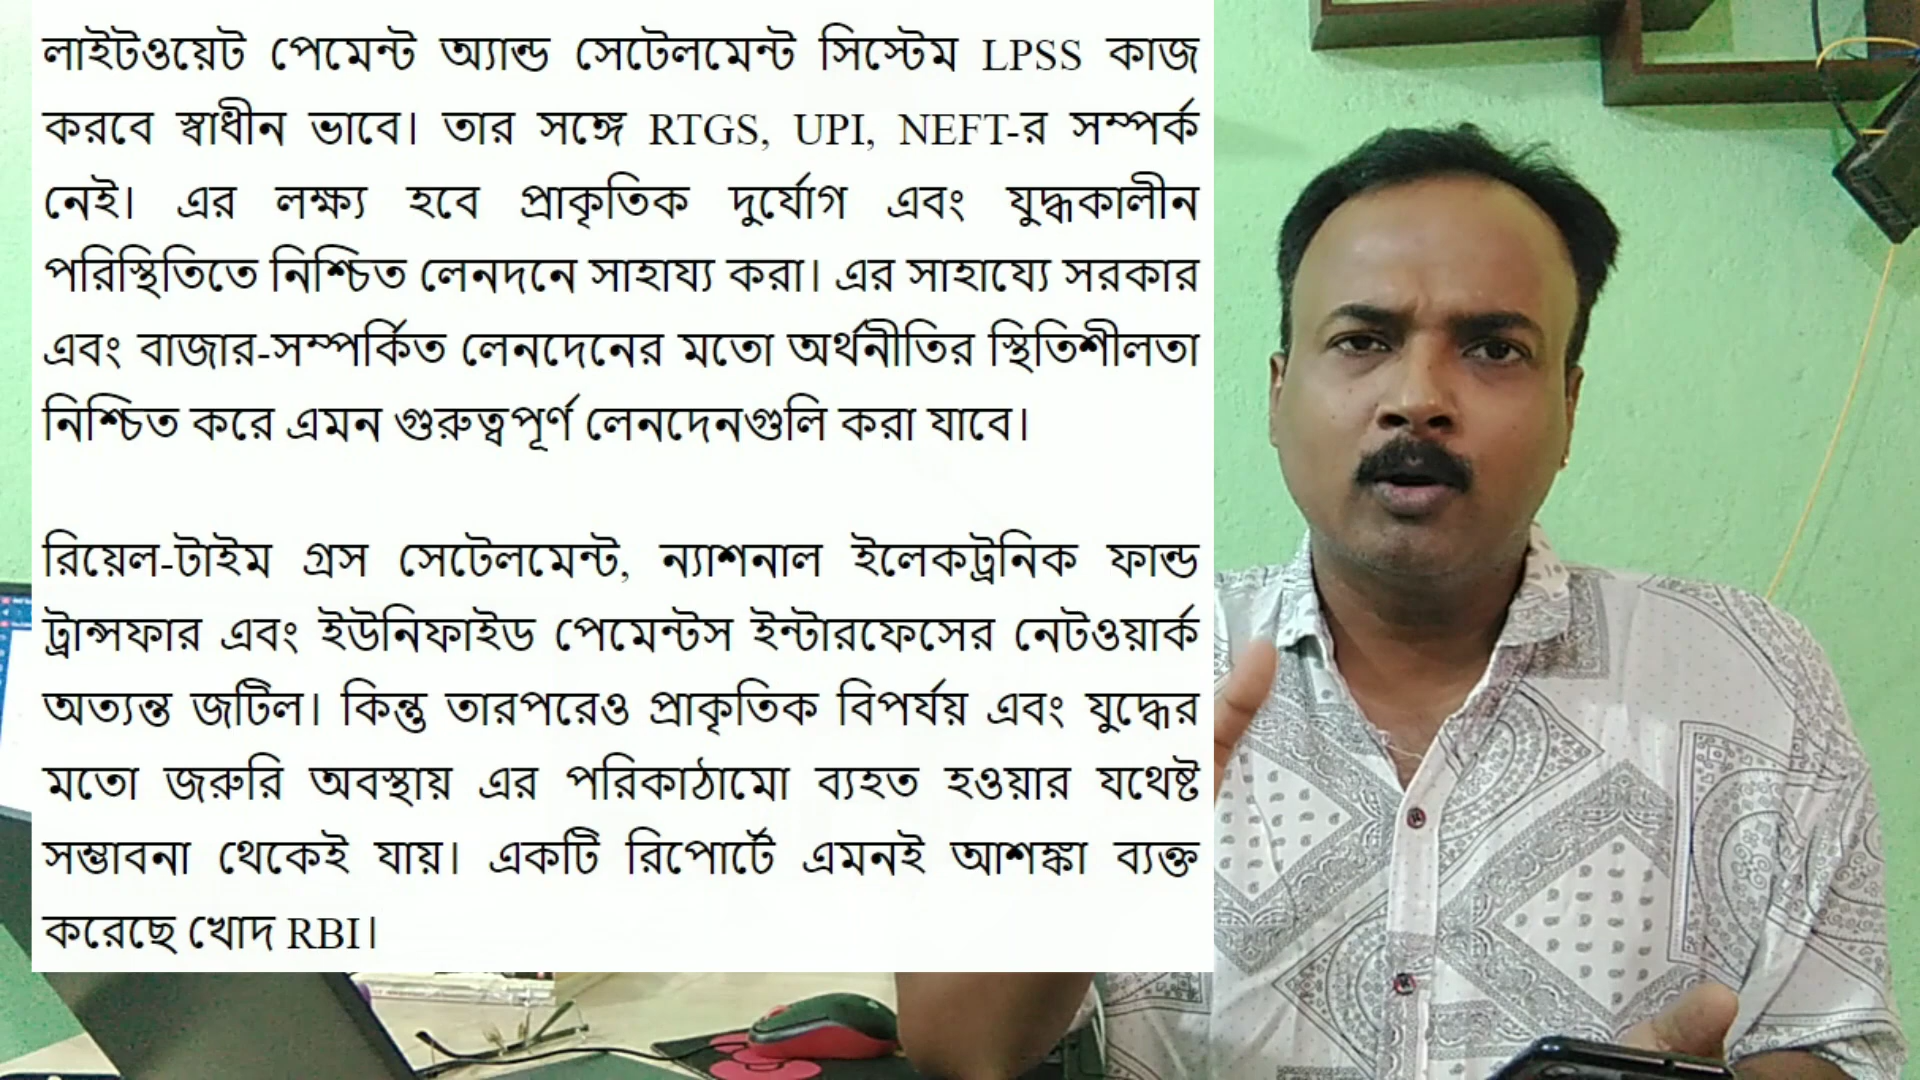 লাইটওয়েট পেমেন্ট অ্যান্ড সেটেলমেন্ট সিস্টেম LPSS কাজ
করবে স্বাধীন ভাবে। তার সঙ্গে RTGS, UPI, NEFT-র সম্পর্ক
নেই। এর লক্ষ্য হবে প্রাকৃতিক দুর্যোগ এবং যুদ্ধকালীন
পরিস্থিতিতে নিশ্চিত লেনদনে সাহায্য করা। এর সাহায্যে সরকার
এবং বাজার-সম্পর্কিত লেনদেনের মতো অর্থনীতির স্থিতিশীলতা
নিশ্চিত করে এমন গুরুত্বপূর্ণ লেনদেনগুলি করা যাবে।
রিয়েল-টাইম গ্রস সেটেলমেন্ট, ন্যাশনাল ইলেকট্রনিক ফান্ড
ট্রান্সফার এবং ইউনিফাইড পেমেন্টস ইন্টারফেসের নেটওয়ার্ক
অত্যন্ত জটিল। কিন্তু তারপরেও প্রাকৃতিক বিপর্যয় এবং যুদ্ধের
মতো জরুরি অবস্থায় এর পরিকাঠামো ব্যহত হওয়ার যথেষ্ট
সম্ভাবনা থেকেই যায়। একটি রিপোর্টে এমনই আশঙ্কা ব্যক্ত
করেছে খোদ RBI।